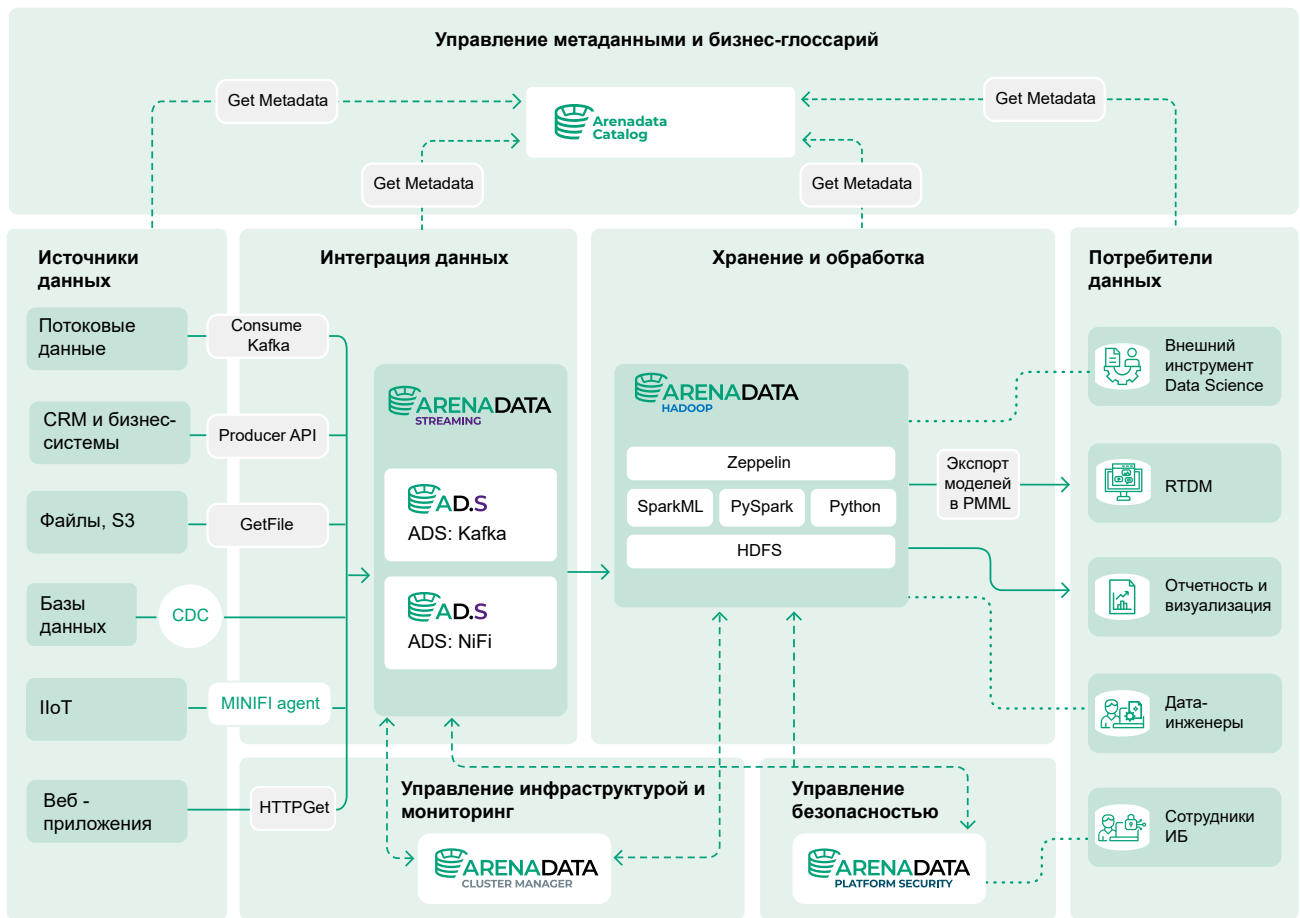 Управление метаданными и бизнес-глоссарий
Get Metadata
Arenadata
Catalog
Get Metadata
Get Metadata
Get Metadata
Источники
данных
Потоковые
данные
Consume
Kafka
CRM и бизнес-
системы
Producer API
Файлы, S3
GetFile
Базы
данных
CDC
IIoT
MINIFI agent
Веб -
приложения
HTTPGet
Интеграция данных
ARENADATA
STREAMING
AD.S
ADS: Kafka
AD.S
ADS: NiFi
Хранение и обработка
ARENADATA
HADOOP
Zeppelin
SparkML
PySpark
Python
HDFS
Экспорт
моделей
в PMML
Потребители
данных
Внешний
инструмент
Data Science
RTDM
Отчетность и
визуализация
Дата-
инженеры
Сотрудники
ИБ
Управление инфраструктурой и
мониторинг
ARENADATA
CLUSTER MANAGER
Управление
безопасностью
ARENADATA
PLATFORM SECURITY